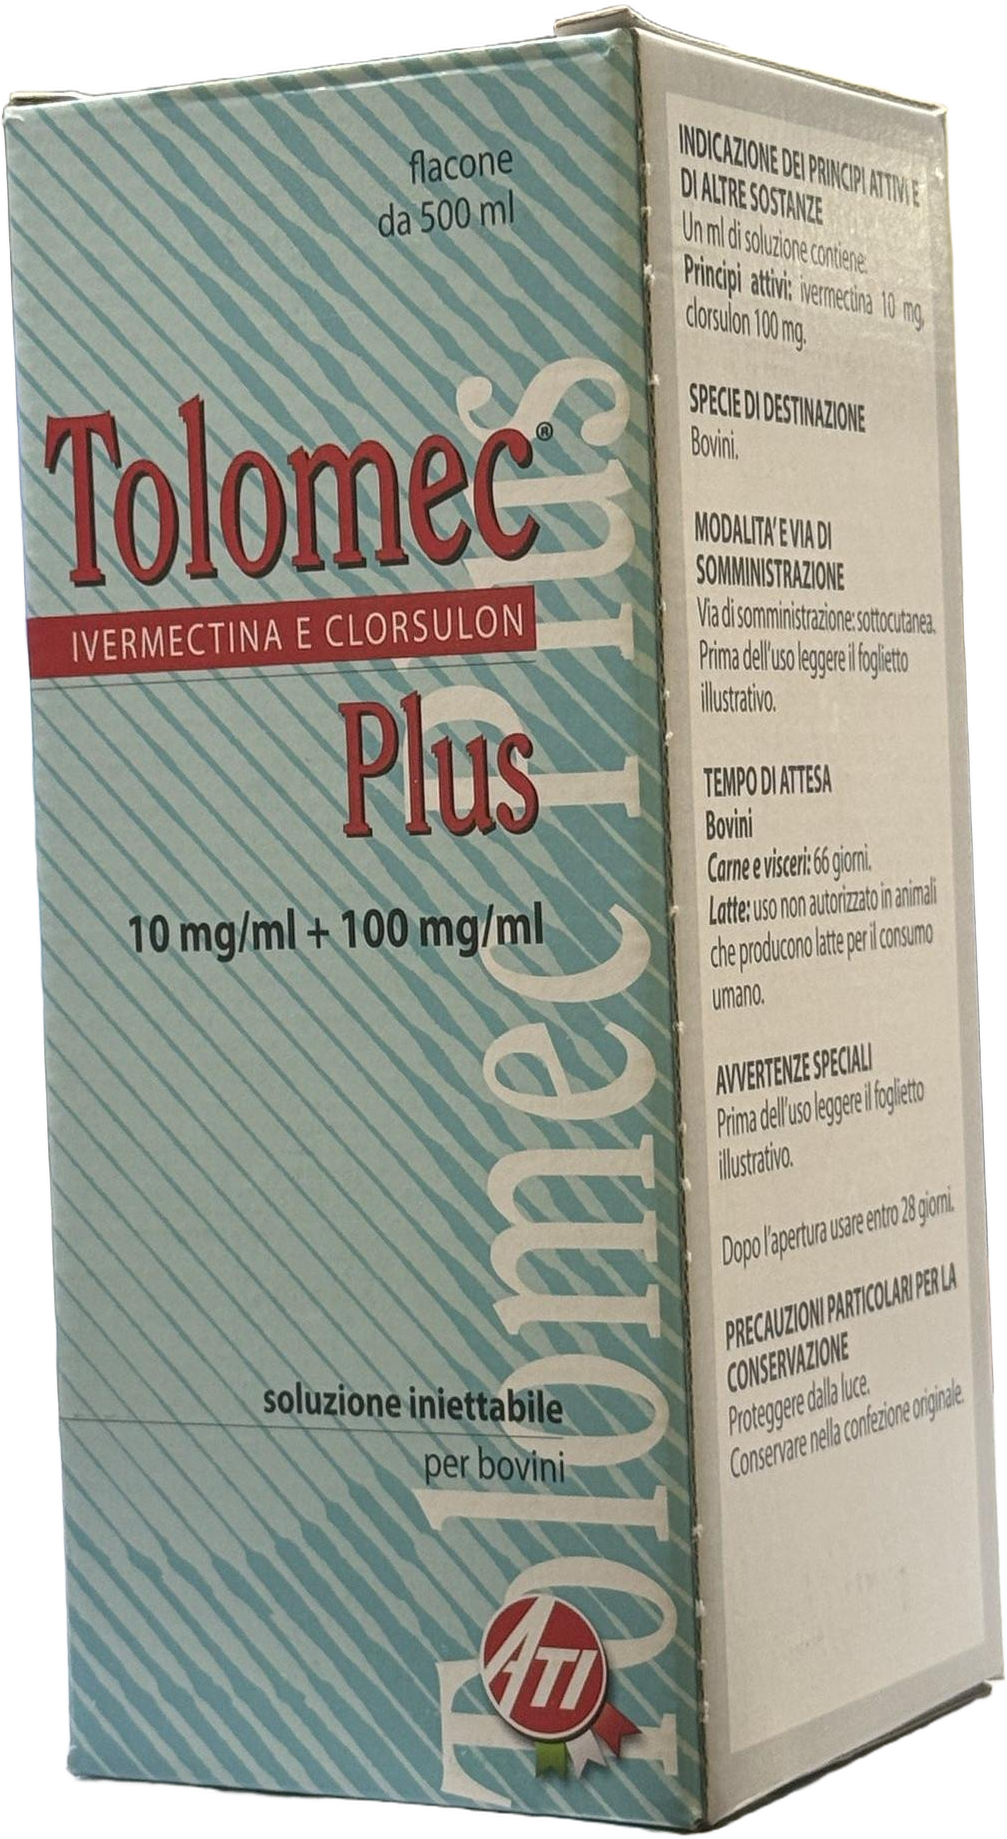 flacone
da 500 ml
Tolomec®
IVERMECTINA E CLORSULON
Plus
10 mg/ml + 100 mg/ml
soluzione iniettabile
per bovini
Tolomec Plus
ATI
INDICAZIONE DEI PRINCIPI ATTIVI E
DI ALTRE SOSTANZE
Un ml di soluzione contiene:
Principi attivi: ivermectina 10 mg,
clorsulon 100 mg.
SPECIE DI DESTINAZIONE
Bovini.
MODALITA' E VIA DI
SOMMINISTRAZIONE
Via di somministrazione: sottocutanea.
Prima dell'uso leggere il foglietto
illustrativo.
TEMPO DI ATTESA
Bovini
Carne e visceri: 66 giorni.
Latte: uso non autorizzato in animali
che producono latte per il consumo
umano.
AVVERTENZE SPECIALI
Prima dell'uso leggere il foglietto
illustrativo.
Dopo l'apertura usare entro 28 giorni.
PRECAUZIONI PARTICOLARI PER LA
CONSERVAZIONE
Proteggere dalla luce.
Conservare nella confezione originale.